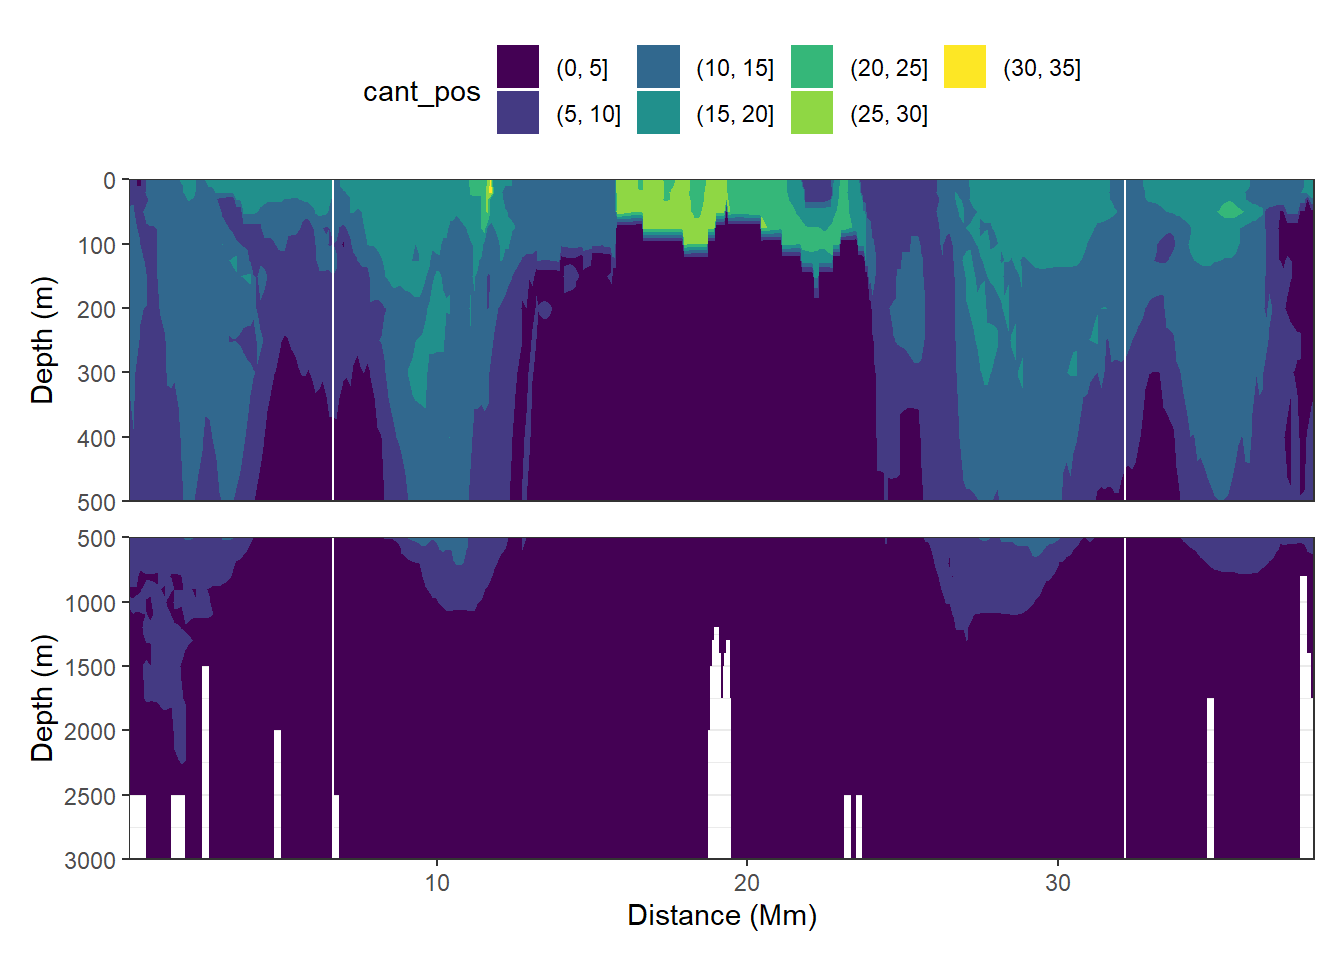 cant_pos
(0, 5] (10, 15] (20, 25] (30, 35]
(5, 10] (15, 20] (25, 30]
Depth (m)
0
100
200
300
400
500
Depth (m)
500
1000
1500
2000
2500
3000
10 20 30
Distance (Mm)